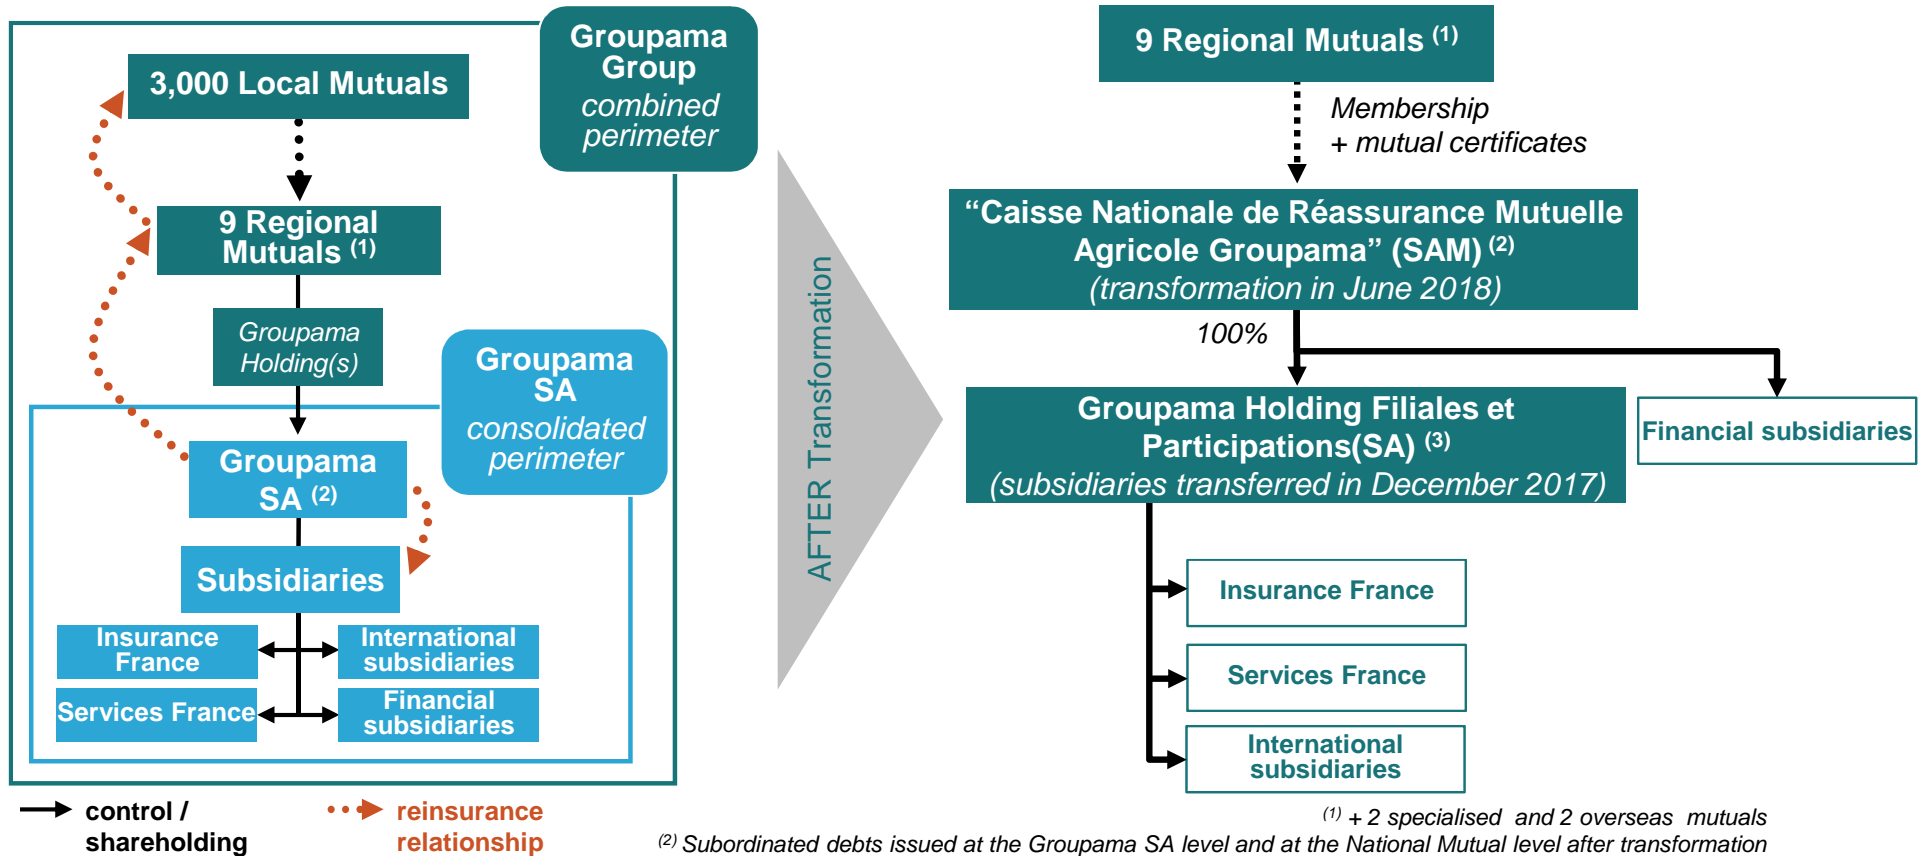 Groupama
Group
combined
perimeter
3,000 Local Mutuals
9 Regional
Mutuals (1)
Groupama
Holding(s)
Groupama
SA
consolidated
perimeter
Groupama
SA (2)
Subsidiaries
Insurance
France
International
subsidiaries
Services France
Financial
subsidiaries
control /
shareholding
reinsurance
relationship
AFTER Transformation
9 Regional Mutuals (1)
Membership
+ mutual certificates
“Caisse Nationale de Réassurance Mutuelle
Agricole Groupama” (SAM) (2)
(transformation in June 2018)
100%
Groupama Holding Filiales et
Participations(SA) (3)
(subsidiaries transferred in December 2017)
Financial subsidiaries
Insurance France
Services France
International
subsidiaries
(1) + 2 specialised and 2 overseas mutuals
(2) Subordinated debts issued at the Groupama SA level and at the National Mutual level after transformation